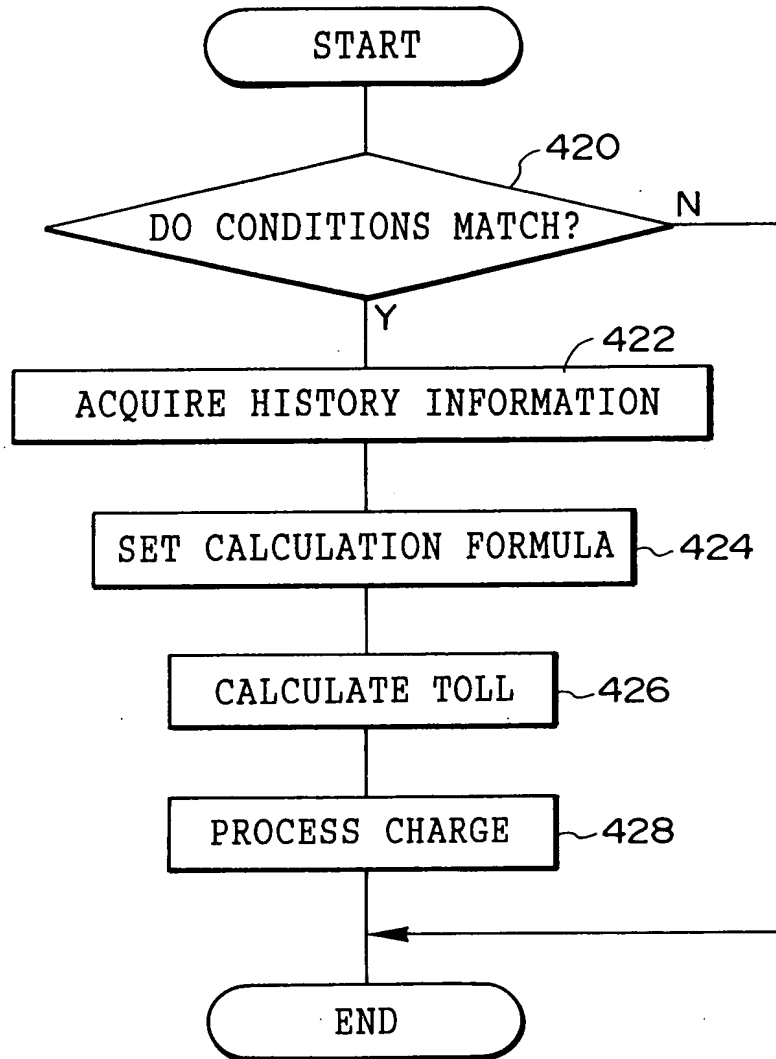 START
420
DO CONDITIONS MATCH?
N
Y
422
ACQUIRE HISTORY INFORMATION
SET CALCULATION FORMULA
424
CALCULATE TOLL
426
PROCESS CHARGE
428
END